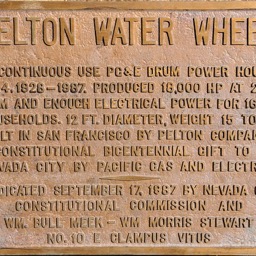 ELTON WATER WHEE
CONTINUOUS USE PG&E DRUM POWER HOU
4. 1928-1987. PRODUCED 16,000 HP AT 2
M AND ENOUGH ELECTRICAL POWER FOR 16
USEHOLDS. 12 FT. DIAMETER, WEIGHT 15 TO
LT IN SAN FRANCISCO BY PELTON COMPA
CONSTITUTIONAL BICENTENNIAL GIFT TO
VADA CITY BY PACIFIC GAS AND ELECTR
DICATED SEPTEMBER 17, 1987 BY NEVADA
CONSTITUTIONAL COMMISSION AND
WM. BULL MEEK - WM MORRIS STEWART
NO. 10 E CLAMPUS VITUS